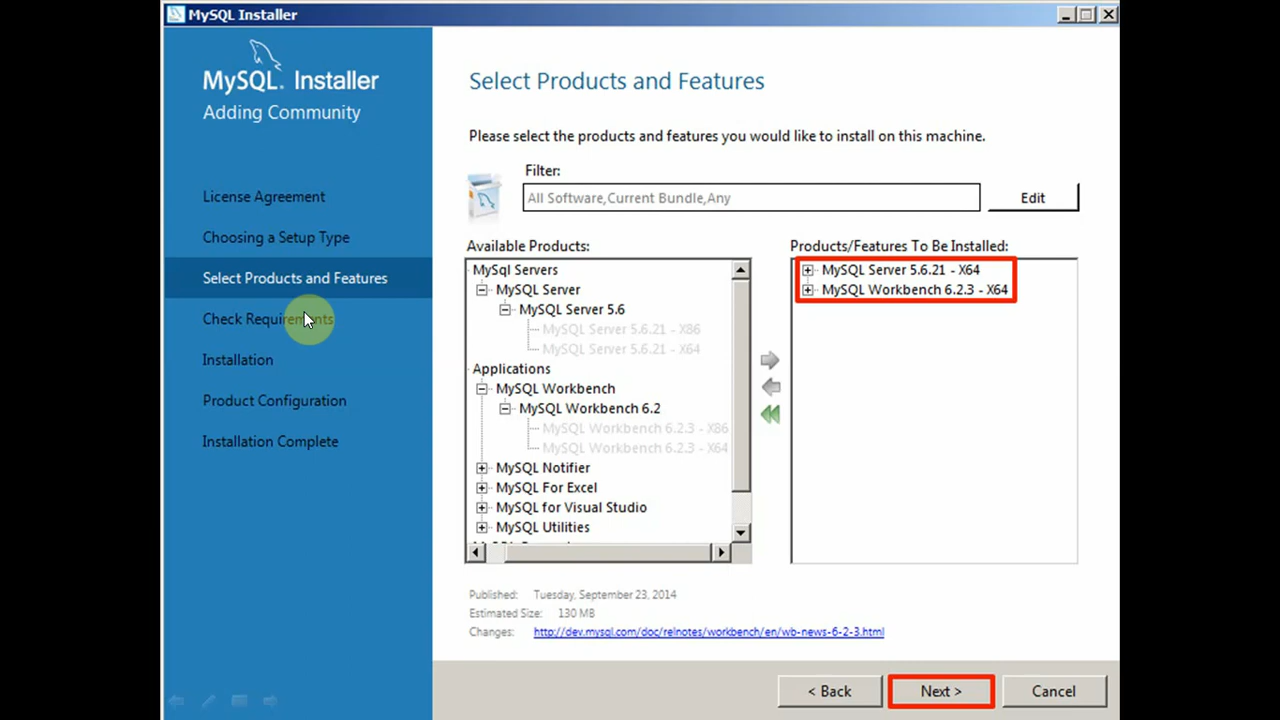 MySQL Installer
MySQL. Installer
Adding Community
License Agreement
Choosing a Setup Type
Select Products and Features
Check Requirements
Installation
Product Configuration
Installation Complete
Select Products and Features
Please select the products and features you would like to install on this machine.
Filter:
All Software,Current Bundle,Any
Edit
Available Products:
MySql Servers
MySQL Server
MySQL Server 5.6
MySQL Server 5.6.21 - X86
MySQL Server 5.6.21 - X64
Applications
MySQL Workbench
MySQL Workbench 6.2
MySQL Workbench 6.2.3 - X86
MySQL Workbench 6.2.3 - X64
MySQL Notifier
MySQL For Excel
MySQL for Visual Studio
MySQL Utilities
Products/Features To Be Installed:
MySQL Server 5.6.21 - X64
MySQL Workbench 6.2.3 - X64
Published: Tuesday, September 23, 2014
Estimated Size: 130 MB
Changes: http://dev.mysql.com/doc/relnotes/workbench/en/wb-news-6-2-3.html
< Back
Next >
Cancel